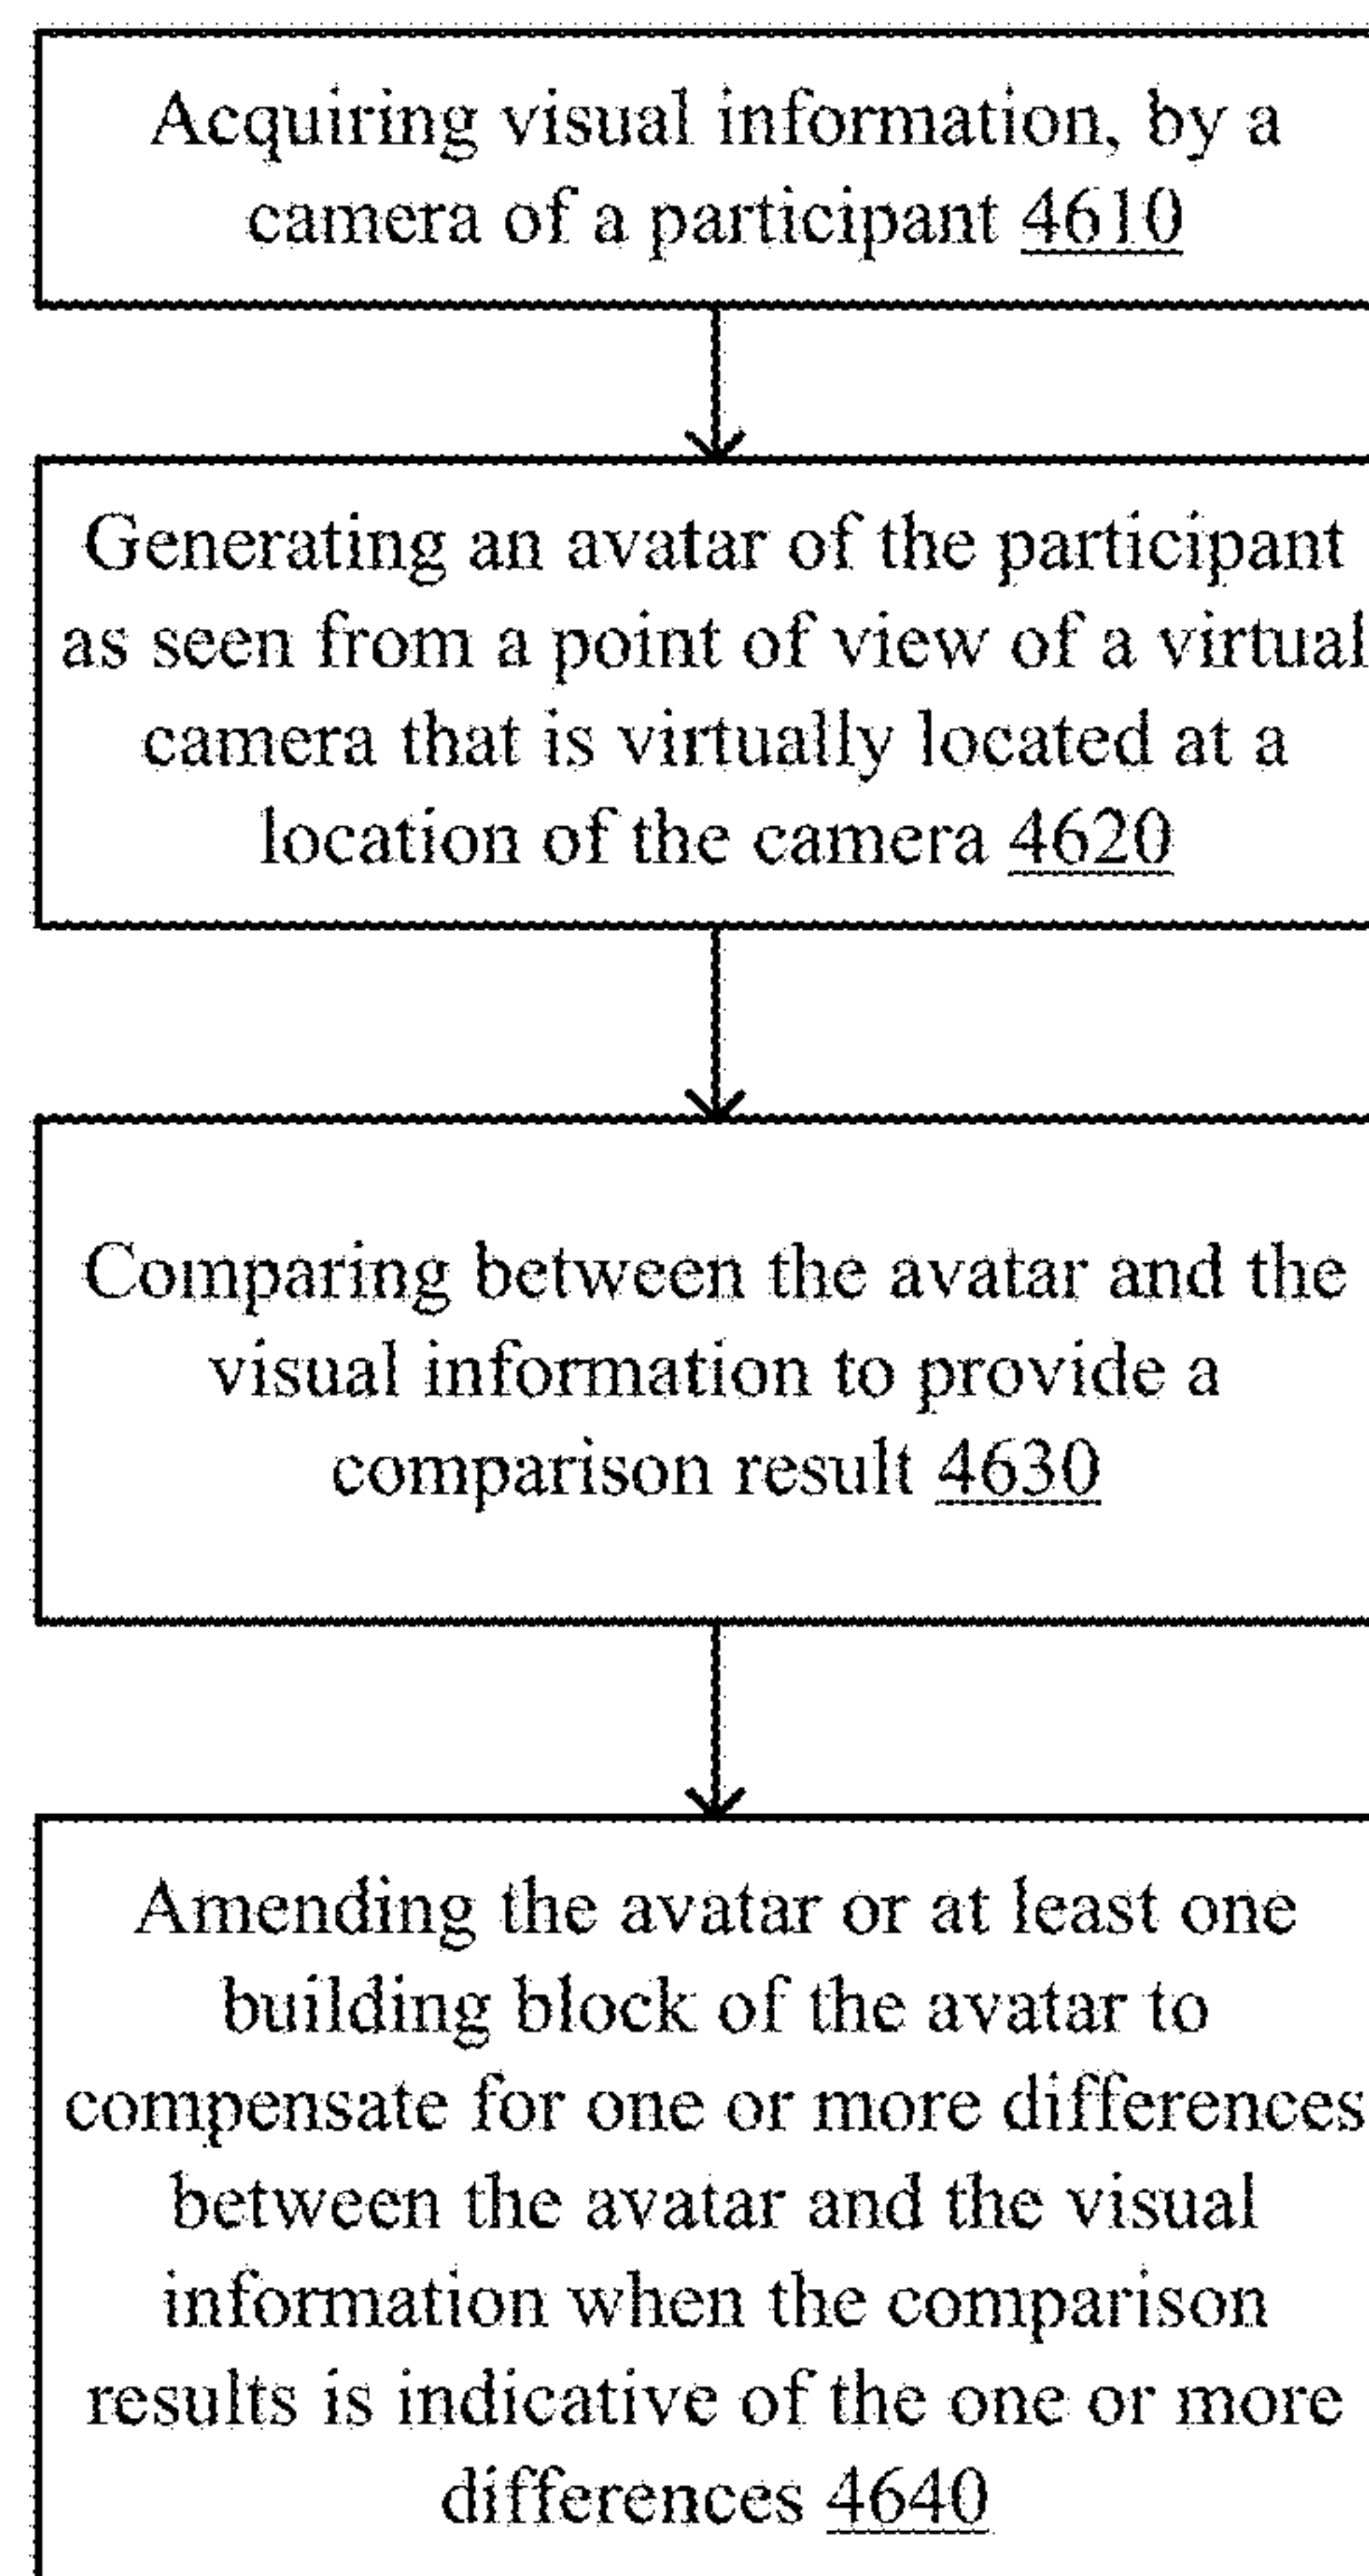 Acquiring visual information, by a
camera of a participant 4610
Generating an avatar of the participant
as seen from a point of view of a virtual
camera that is virtually located at a
location of the camera 4620
Comparing between the avatar and the
visual information to provide a
comparison result 4630
Amending the avatar or at least one
building block of the avatar to
compensate for one or more differences
between the avatar and the visual
information when the comparison
results is indicative of the one or more
differences 4640